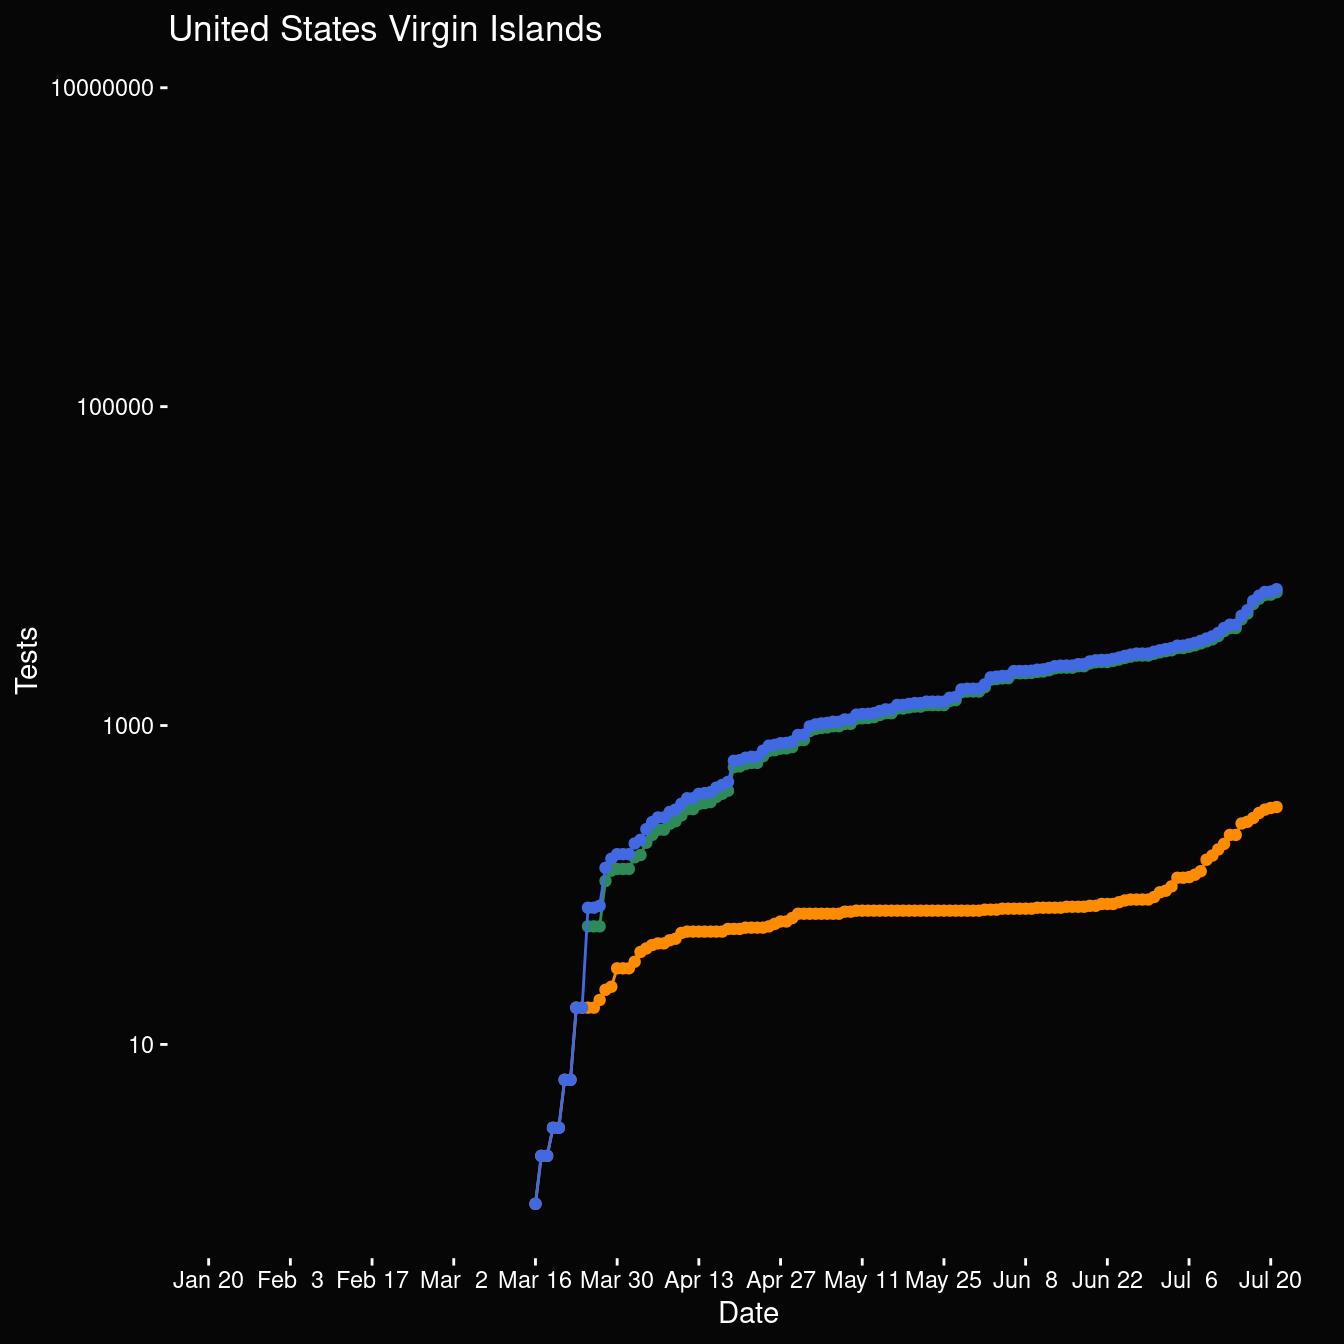 United States Virgin Islands
10000000
100000
1000
10
Tests
Jan 20 Feb  3 Feb 17 Mar  2 Mar 16 Mar 30 Apr 13 Apr 27 May 11 May 25 Jun  8 Jun 22 Jul  6 Jul 20
Date